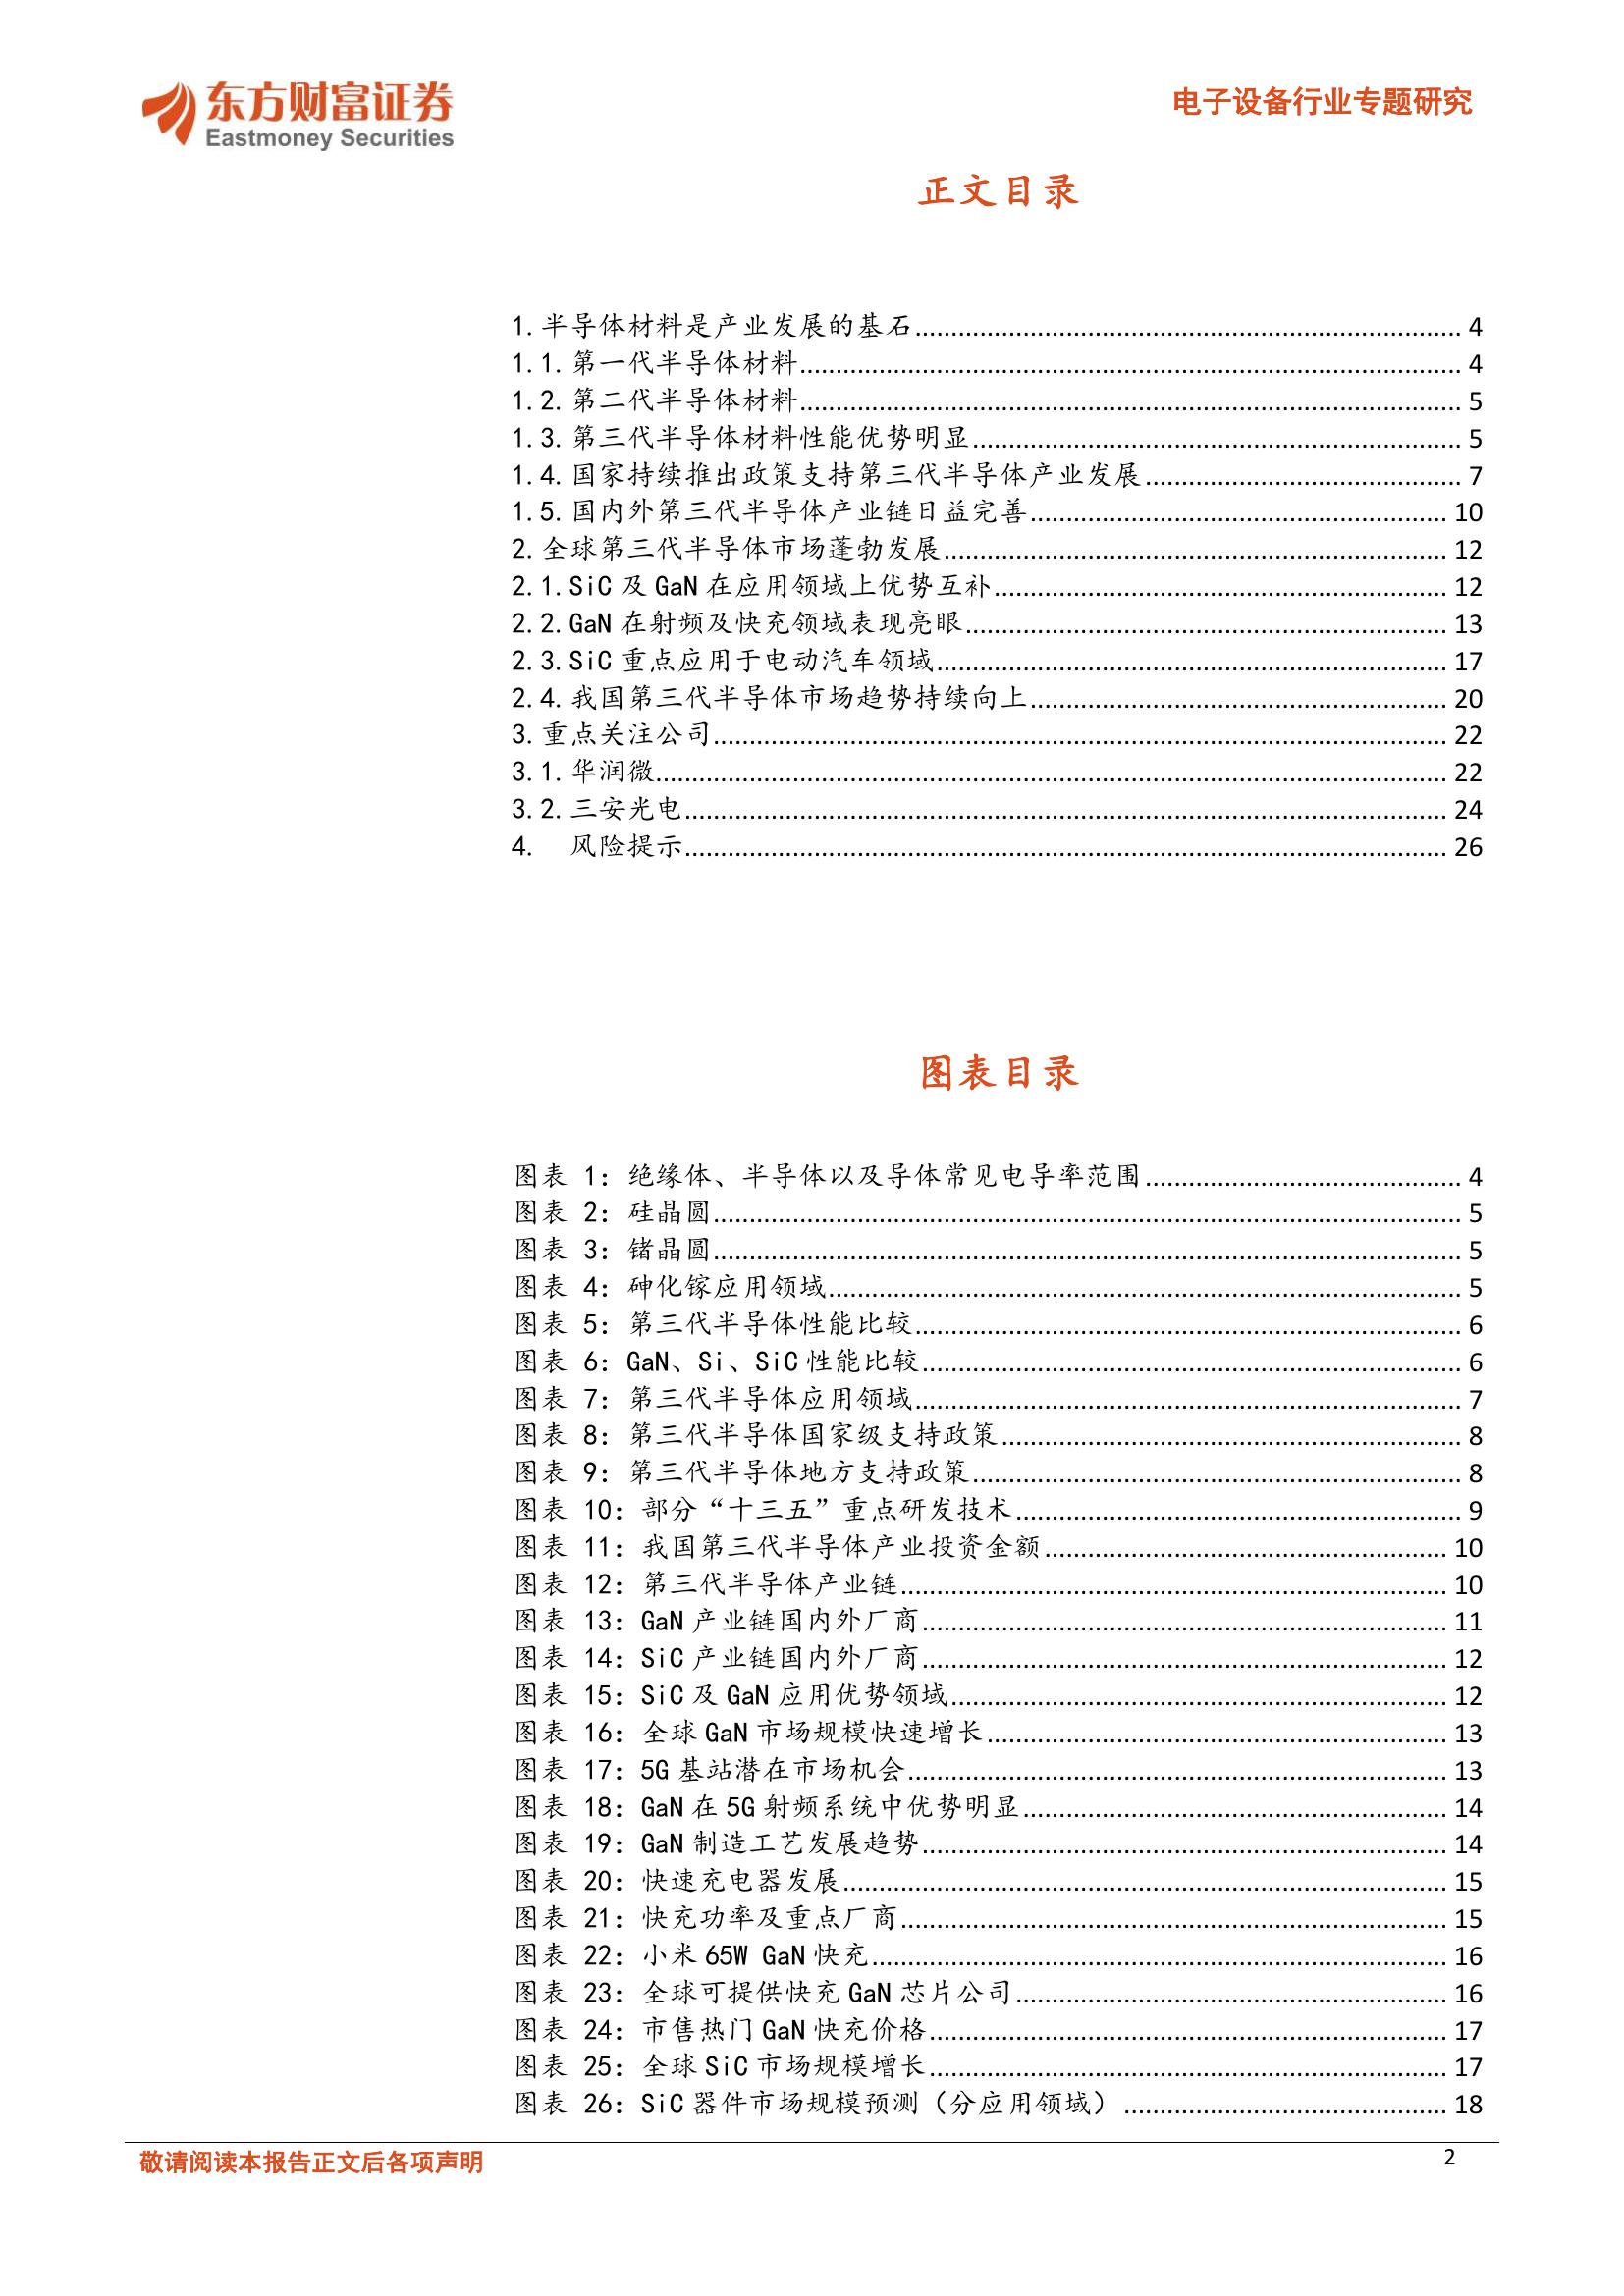 东方财富证券
Eastmoney Securities
电子设备行业专题研究
正文目录
1.半导体材料是产业发展的基石........ 4
1.1.第一代半导体材料........ 4
1.2.第二代半导体材料........ 5
1.3.第三代半导体材料性能优势明显........ 5
1.4.国家持续推出政策支持第三代半导体产业发展........ 7
1.5.国内外第三代半导体产业链日益完善........ 10
2.全球第三代半导体市场蓬勃发展........ 12
2.1.SiC 及 GaN 在应用领域上优势互补........ 12
2.2.GaN 在射频及快充领域表现亮眼........ 13
2.3.SiC 重点应用于电动汽车领域........ 17
2.4.我国第三代半导体市场趋势持续向上........ 20
3.重点关注公司........ 22
3.1.华润微........ 22
3.2.三安光电........ 24
4. 风险提示........ 26
图表目录
图表 1：绝缘体、半导体以及导体常见电导率范围........ 4
图表 2：硅晶圆........ 5
图表 3：锗晶圆........ 5
图表 4：砷化镓应用领域........ 5
图表 5：第三代半导体性能比较........ 6
图表 6：GaN、Si、SiC 性能比较........ 6
图表 7：第三代半导体应用领域........ 7
图表 8：第三代半导体国家级支持政策........ 8
图表 9：第三代半导体地方支持政策........ 8
图表 10：部分“十三五”重点研发技术........ 9
图表 11：我国第三代半导体产业投资金额........ 10
图表 12：第三代半导体产业链........ 10
图表 13：GaN 产业链国内外厂商........ 11
图表 14：SiC 产业链国内外厂商........ 12
图表 15：SiC 及 GaN 应用优势领域........ 12
图表 16：全球 GaN 市场规模快速增长........ 13
图表 17：5G 基站潜在市场机会........ 13
图表 18：GaN 在 5G 射频系统中优势明显........ 14
图表 19：GaN 制造工艺发展趋势........ 14
图表 20：快速充电器发展........ 15
图表 21：快充功率及重点厂商........ 15
图表 22：小米 65W GaN 快充........ 16
图表 23：全球可提供快充 GaN 芯片公司........ 16
图表 24：市售热门 GaN 快充价格........ 17
图表 25：全球 SiC 市场规模增长........ 17
图表 26：SiC 器件市场规模预测（分应用领域）........ 18
敬请阅读本报告正文后各项声明
2